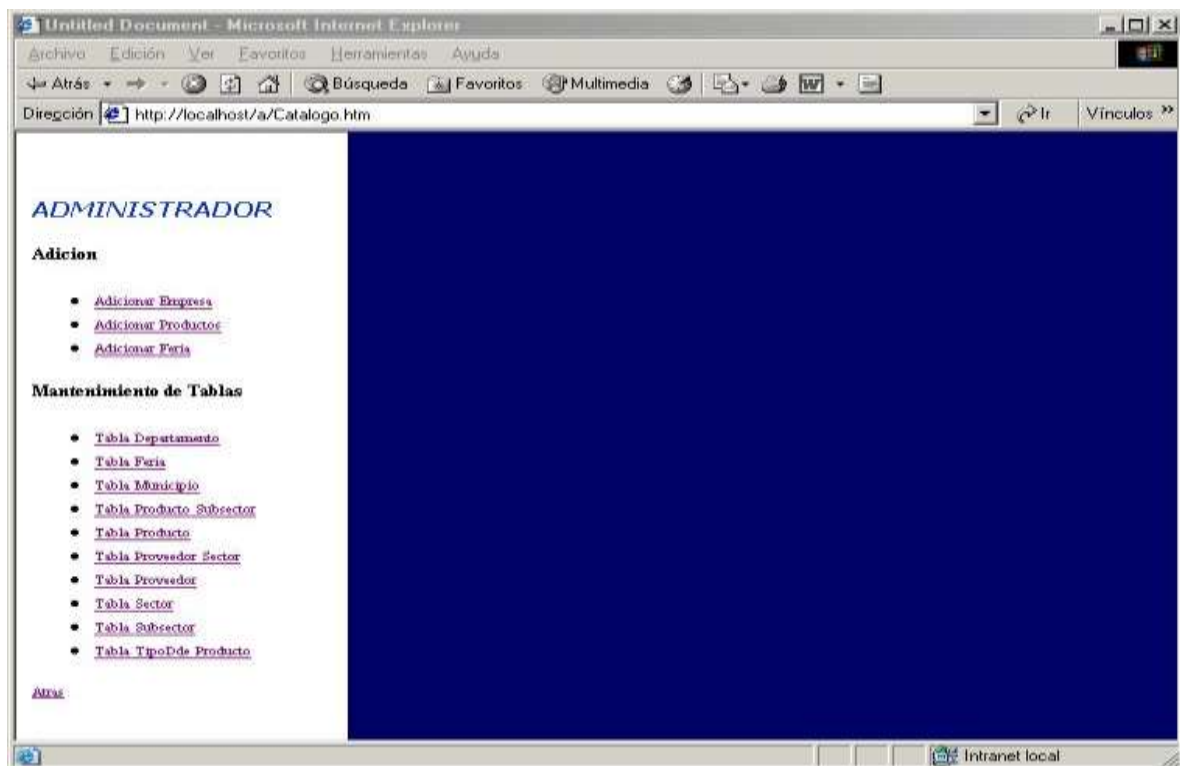 Untitled Document - Microsoft Internet Explorer
Archivo Edición Ver Favoritos Herramientas Ayuda
Atrás Búsqueda Favoritos Multimedia
Dirección http://localhost/a/Catalogo.htm Ir Vínculos »
ADMINISTRADOR
Adicion
Adicionar Empresa
Adicionar Productos
Adicionar Feria
Mantenimiento de Tablas
Tabla Departamento
Tabla Feria
Tabla Municipio
Tabla Producto Subsector
Tabla Producto
Tabla Proveedor Sector
Tabla Proveedor
Tabla Sector
Tabla Subsector
Tabla TipoDde Producto
Atras
Intranet local